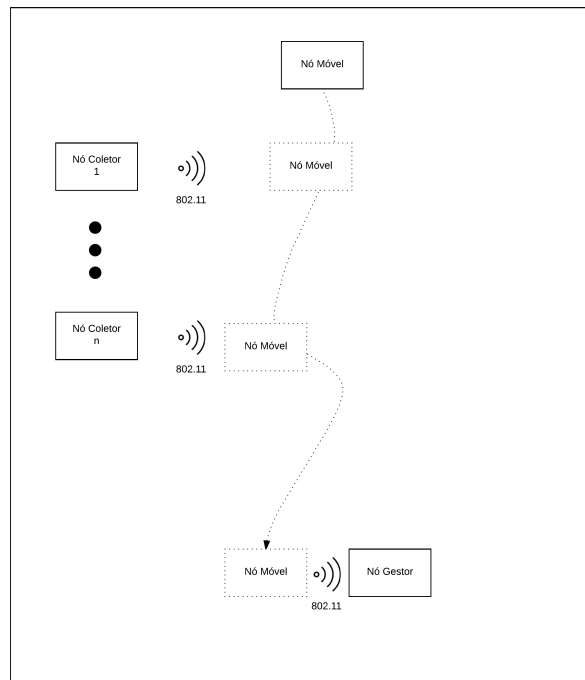 Nó Móvel
Nó Coletor
1
802.11
Nó Móvel
Nó Coletor
n
802.11
Nó Móvel
Nó Móvel
802.11
Nó Gestor